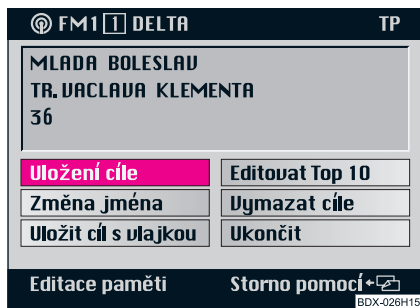 FM1 1 DELTA TP
MLADA BOLESLAV
TR. VACLAVA KLEMENTA
36
Uložení cíle Editovat Top 10
Změna jména Vymazat cíle
Uložit cíl s vlajkou Ukončit
Editace paměti Storno pomocí
BDX-026H15